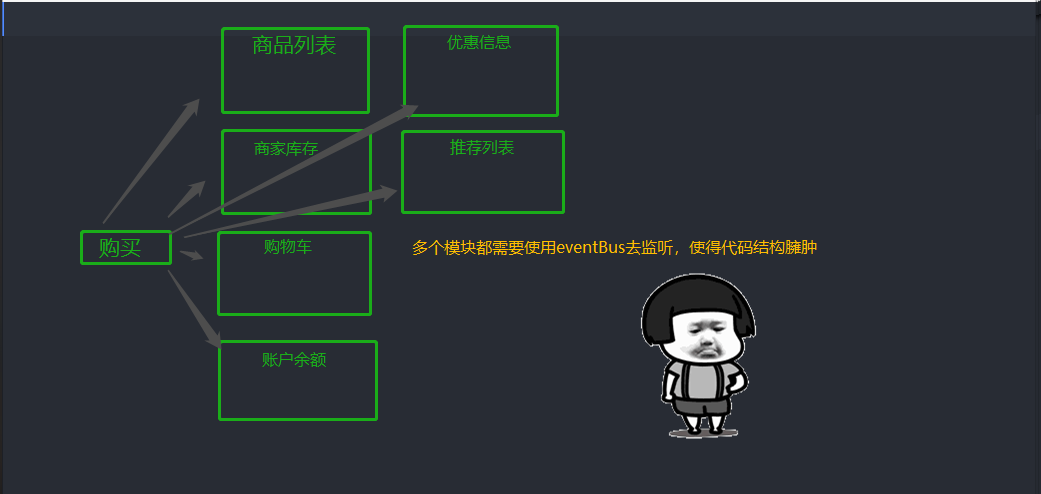 商品列表
优惠信息
商家库存
推荐列表
购买
购物车
多个模块都需要使用eventBus去监听，使得代码结构臃肿
账户余额